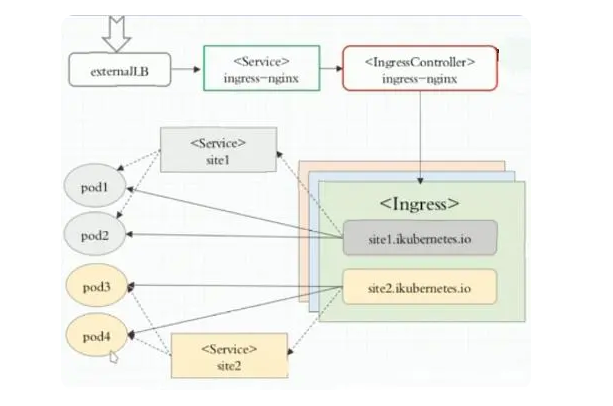 externalLB
<Service>
ingress-nginx
<IngressController>
ingress-nginx
<Service>
site1
pod1
pod2
pod3
pod4
<Ingress>
site1.ikubernetes.io
site2.ikubernetes.io
<Service>
site2